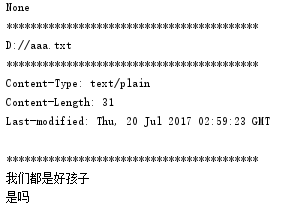 None
******************************************
D://aaa.txt
******************************************
Content-Type: text/plain
Content-Length: 31
Last-modified: Thu, 20 Jul 2017 02:59:23 GMT
******************************************
我们都是好孩子
是吗